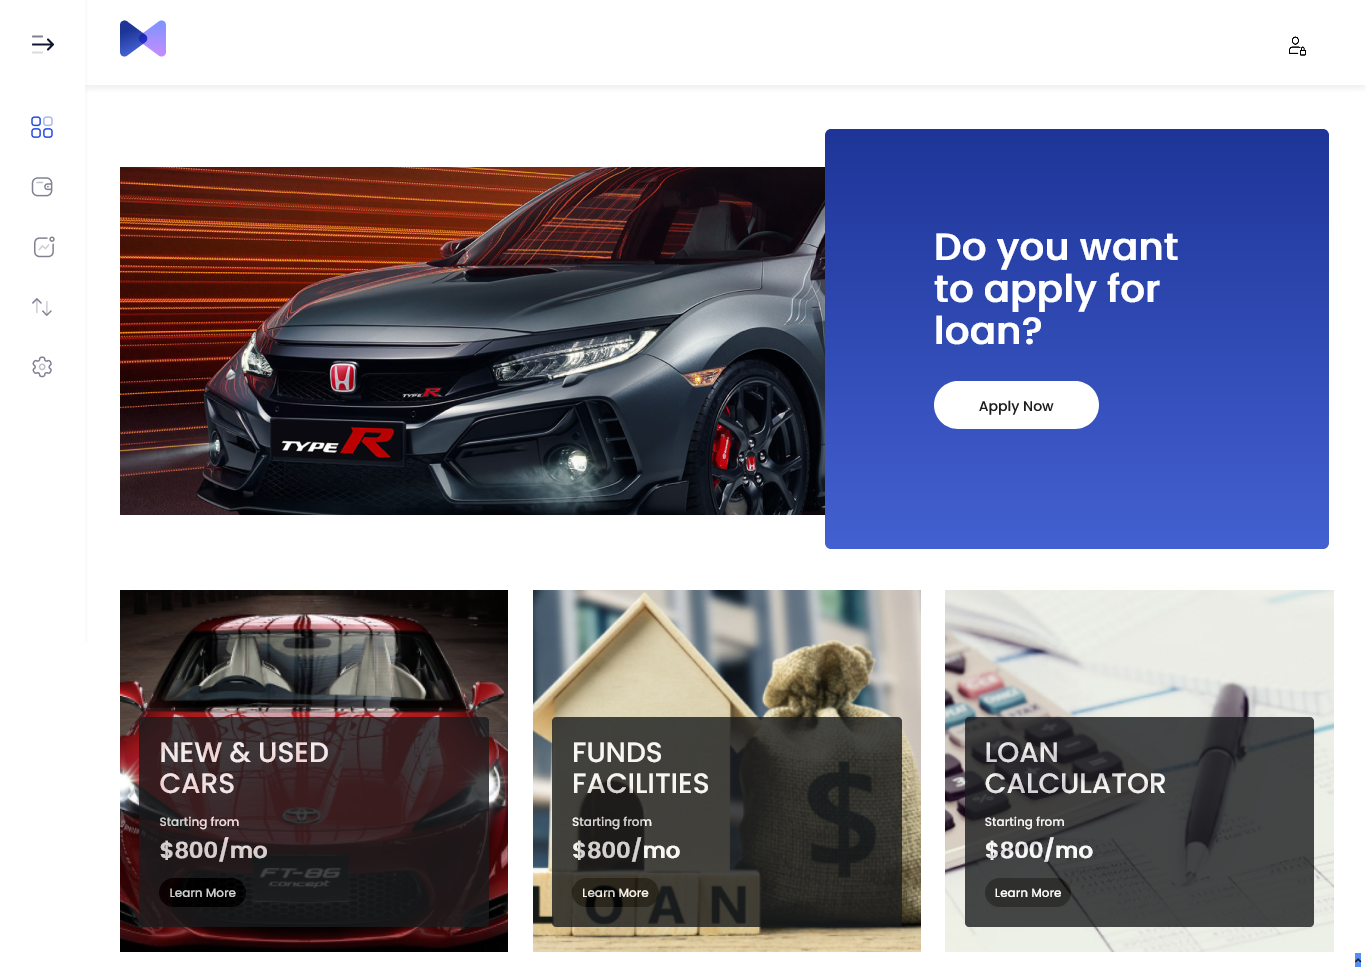 Do you want
to apply for
loan?
Apply Now
TYPE R
TYPE R
NEW & USED
CARS
Starting from
$800/mo
Learn More
FT-86
concept
FUNDS
FACILITIES
Starting from
$800/mo
Learn More
$
LOAN
LOAN
CALCULATOR
Starting from
$800/mo
Learn More
TAX